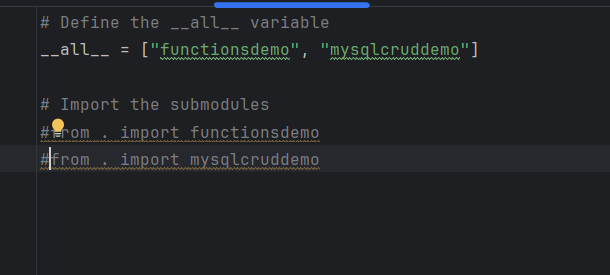 # Define the __all__ variable
__all__ = ["functionsdemo", "mysqlcruddemo"]
# Import the submodules
#from . import functionsdemo
#from . import mysqlcruddemo